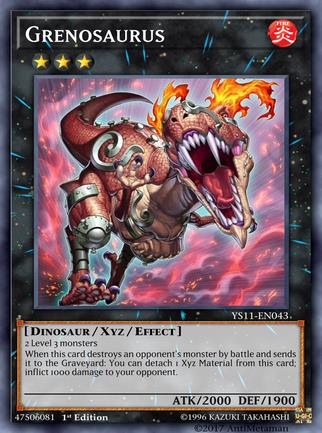 GRENOSAURUS
FIRE
炎
YS11-EN043
[DINOSAUR/XYZ/EFFECT]
2 Level 3 monsters
When this card destroys an opponent's monster by battle and sends
it to the Graveyard: You can detach 1 Xyz Material from this card;
inflict 1000 damage to your opponent.
ATK/2000 DEF/1900
47506081 1st Edition ©1996 KAZUKI TAKAHASHI
©2017 AntiMetaman